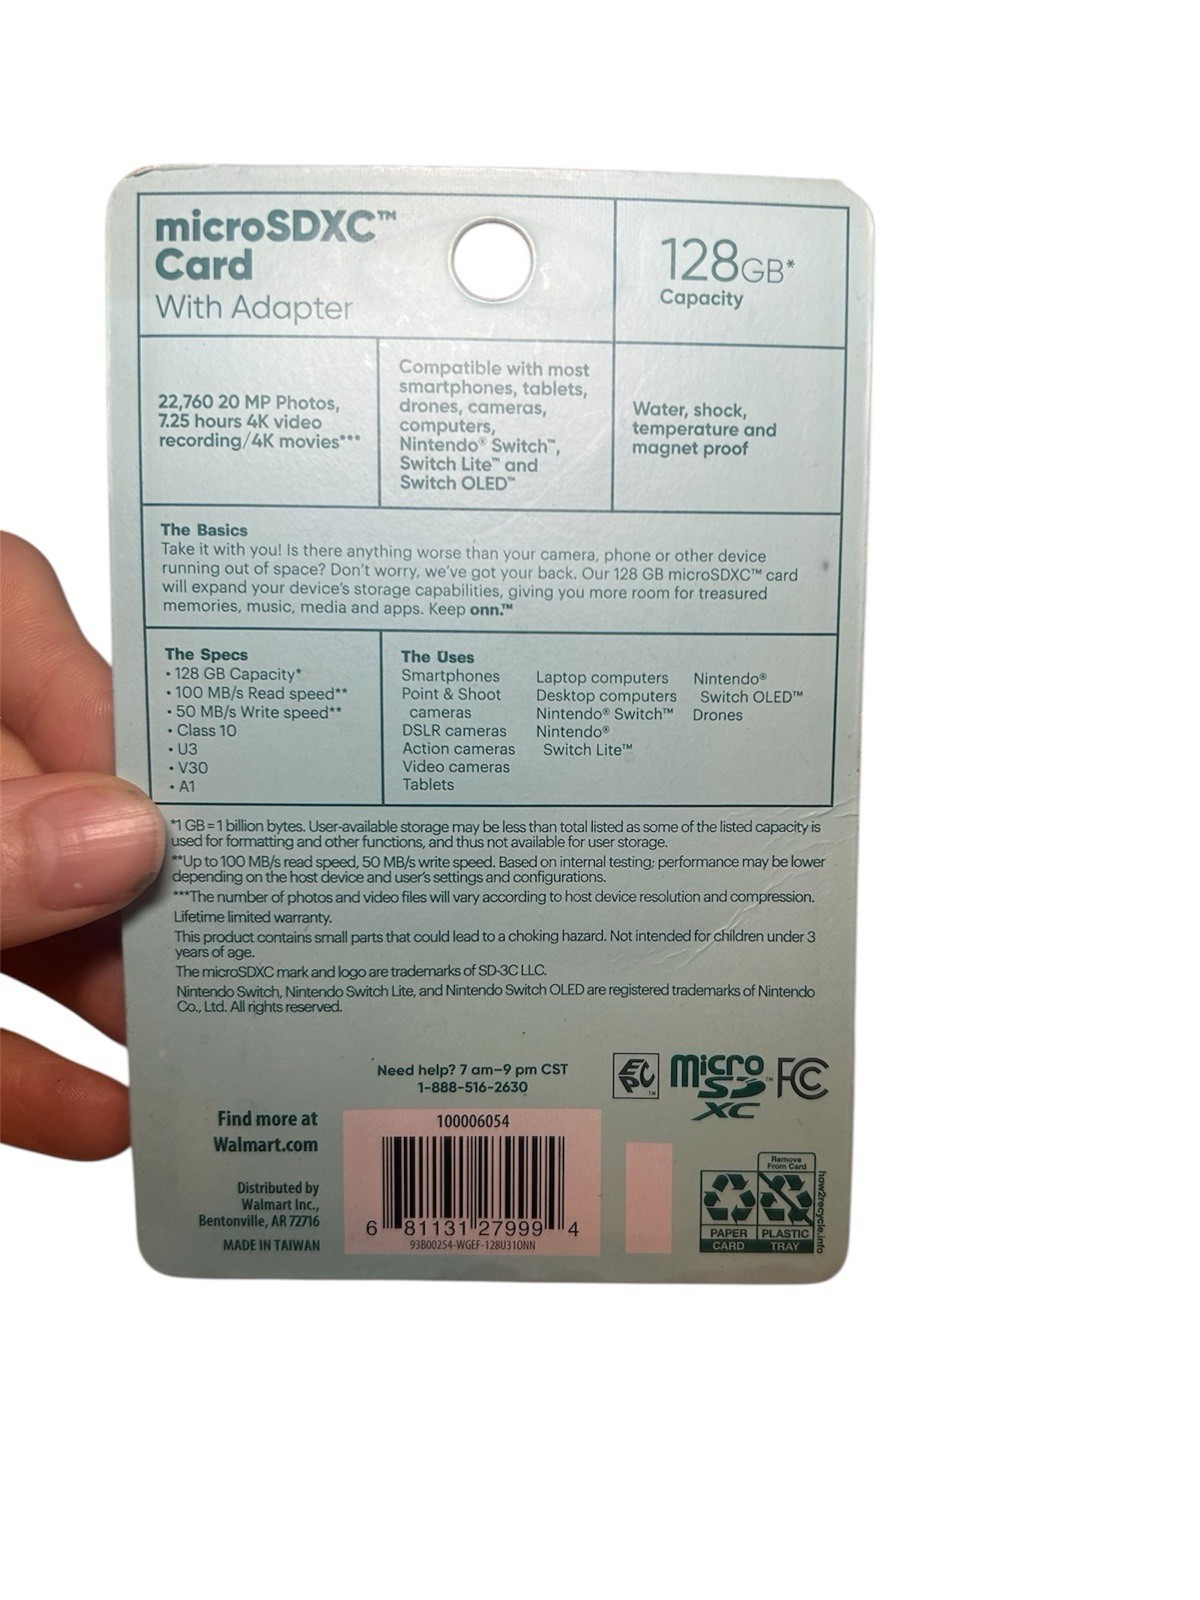 microSDXC™
Card
With Adapter
128GB*
Capacity
22,760 20 MP Photos,
7.25 hours 4K video
recording/4K movies***
Compatible with most
smartphones, tablets,
drones, cameras,
computers,
Nintendo® Switch™,
Switch Lite™ and
Switch OLED™
Water, shock,
temperature and
magnet proof
The Basics
Take it with you! Is there anything worse than your camera, phone or other device
running out of space? Don't worry, we've got your back. Our 128 GB microSDXC™ card
will expand your device's storage capabilities, giving you more room for treasured
memories, music, media and apps. Keep onn.™
The Specs
• 128 GB Capacity*
• 100 MB/s Read speed**
• 50 MB/s Write speed**
• Class 10
• U3
• V30
• A1
The Uses
Smartphones
Point & Shoot
cameras
DSLR cameras
Action cameras
Video cameras
Tablets
Laptop computers
Desktop computers
Nintendo® Switch™
Nintendo®
Switch Lite™
Nintendo®
Switch OLED™
Drones
*1 GB = 1 billion bytes. User-available storage may be less than total listed as some of the listed capacity is
used for formatting and other functions, and thus not available for user storage.
**Up to 100 MB/s read speed, 50 MB/s write speed. Based on internal testing; performance may be lower
depending on the host device and user's settings and configurations.
***The number of photos and video files will vary according to host device resolution and compression.
Lifetime limited warranty.
This product contains small parts that could lead to a choking hazard. Not intended for children under 3
years of age.
The microSDXC mark and logo are trademarks of SD-3C LLC.
Nintendo Switch, Nintendo Switch Lite, and Nintendo Switch OLED are registered trademarks of Nintendo
Co., Ltd. All rights reserved.
Need help? 7 am–9 pm CST
1-888-516-2630
EPC™
micro
SD™
XC
FC
Find more at
Walmart.com
Distributed by
Walmart Inc.,
Bentonville, AR 72716
MADE IN TAIWAN
100006054
6 81131 27999 4
93B00254-WGEF-128U31ONN
Remove
From Card
PAPER
CARD
PLASTIC
TRAY
how2recycle.info